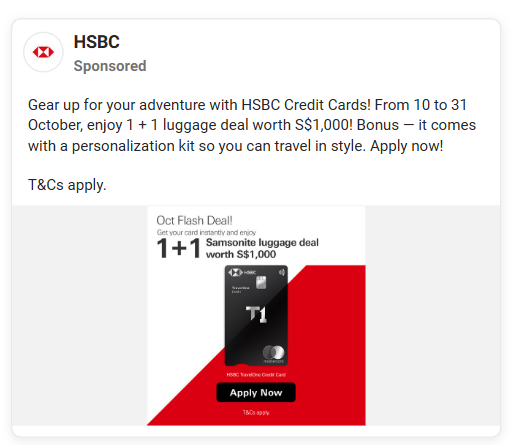 HSBC
Sponsored
Gear up for your adventure with HSBC Credit Cards! From 10 to 31
October, enjoy 1 + 1 luggage deal worth S$1,000! Bonus — it comes
with a personalization kit so you can travel in style. Apply now!
T&Cs apply.
Oct Flash Deal!
Get your card instantly and enjoy
1+1 Samsonite luggage deal
worth S$1,000
HSBC
T1
HSBC TravelOne Credit Card
Apply Now
T&Cs apply.